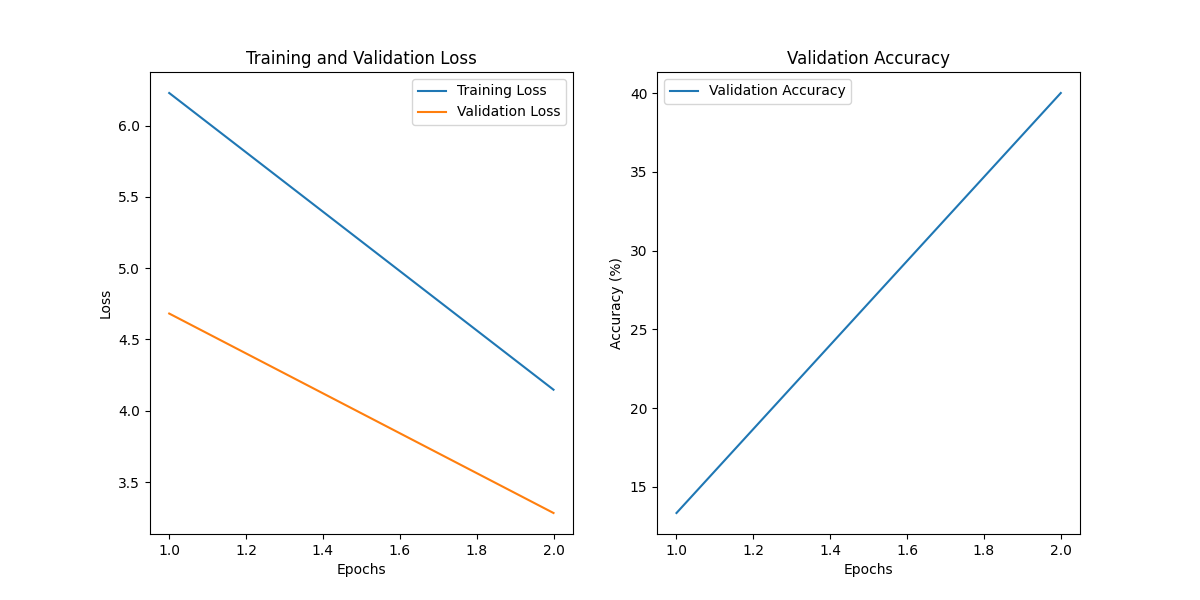 Training and Validation Loss
Training Loss
Validation Loss
6.0
5.5
5.0
4.5
4.0
3.5
Loss
1.0 1.2 1.4 1.6 1.8 2.0
Epochs
Validation Accuracy
Validation Accuracy
40
35
30
25
20
15
Accuracy (%)
1.0 1.2 1.4 1.6 1.8 2.0
Epochs